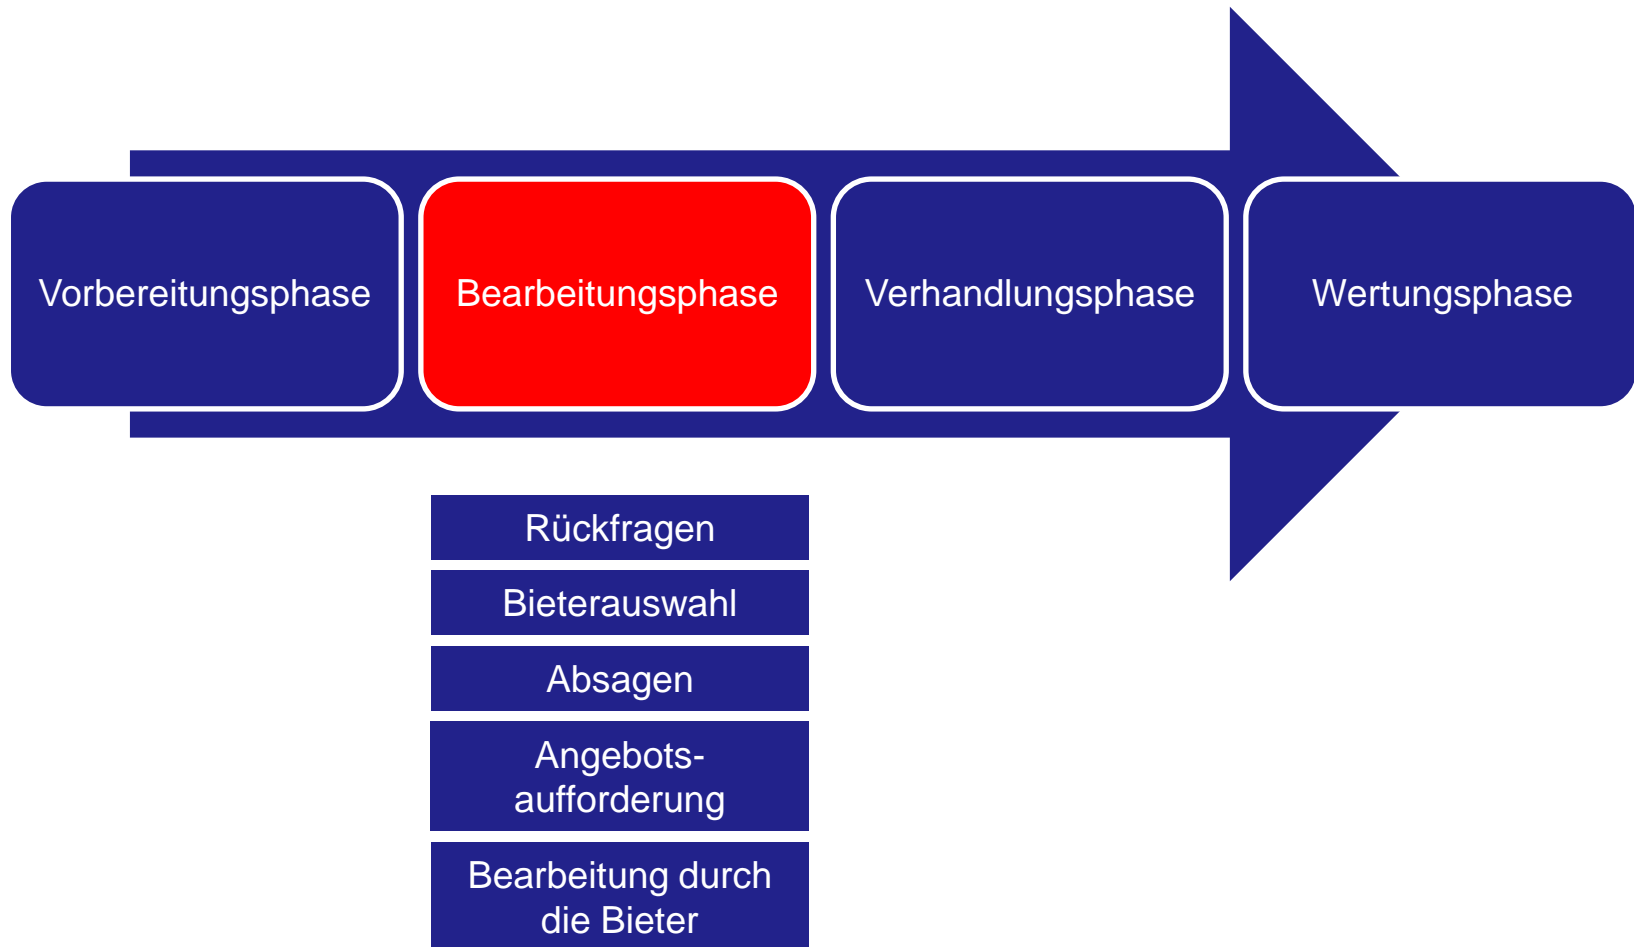 Vorbereitungsphase
Bearbeitungsphase
Verhandlungsphase
Wertungsphase
Rückfragen
Bieterauswahl
Absagen
Angebots-
aufforderung
Bearbeitung durch
die Bieter